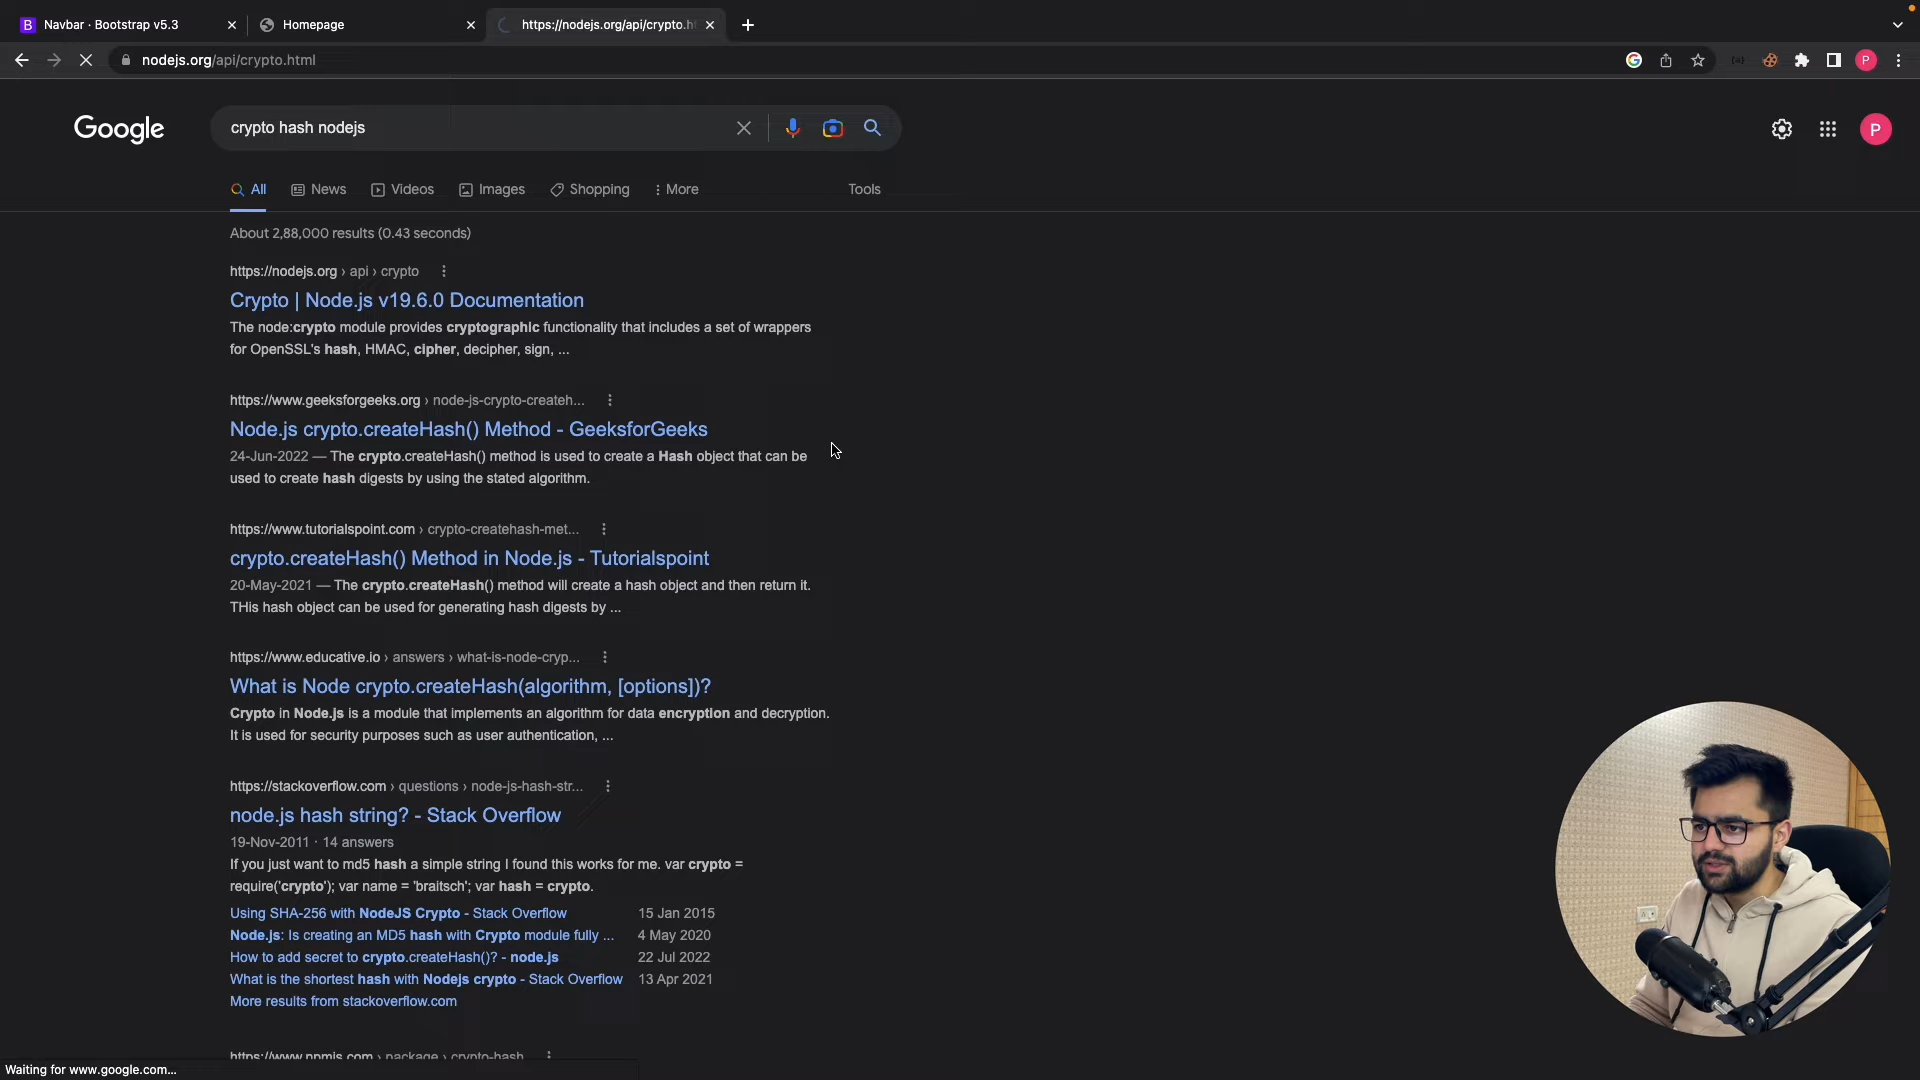 B Navbar · Bootstrap v5.3
Homepage
https://nodejs.org/api/crypto.h
nodejs.org/api/crypto.html
P
Google
crypto hash nodejs
P
All
News
Videos
Images
Shopping
More
Tools
About 2,88,000 results (0.43 seconds)
https://nodejs.org › api › crypto
Crypto | Node.js v19.6.0 Documentation
The node:crypto module provides cryptographic functionality that includes a set of wrappers
for OpenSSL's hash, HMAC, cipher, decipher, sign, ...
https://www.geeksforgeeks.org › node-js-crypto-createh...
Node.js crypto.createHash() Method - GeeksforGeeks
24-Jun-2022 — The crypto.createHash() method is used to create a Hash object that can be
used to create hash digests by using the stated algorithm.
https://www.tutorialspoint.com › crypto-createhash-met...
crypto.createHash() Method in Node.js - Tutorialspoint
20-May-2021 — The crypto.createHash() method will create a hash object and then return it.
THis hash object can be used for generating hash digests by ...
https://www.educative.io › answers › what-is-node-cryp...
What is Node crypto.createHash(algorithm, [options])?
Crypto in Node.js is a module that implements an algorithm for data encryption and decryption.
It is used for security purposes such as user authentication, ...
https://stackoverflow.com › questions › node-js-hash-str...
node.js hash string? - Stack Overflow
19-Nov-2011 · 14 answers
If you just want to md5 hash a simple string I found this works for me. var crypto =
require('crypto'); var name = 'braitsch'; var hash = crypto.
Using SHA-256 with NodeJS Crypto - Stack Overflow 15 Jan 2015
Node.js: Is creating an MD5 hash with Crypto module fully ... 4 May 2020
How to add secret to crypto.createHash()? - node.js 22 Jul 2022
What is the shortest hash with Nodejs crypto - Stack Overflow 13 Apr 2021
More results from stackoverflow.com
https://www.npmjs.com › package › crypto-hash
Waiting for www.google.com...